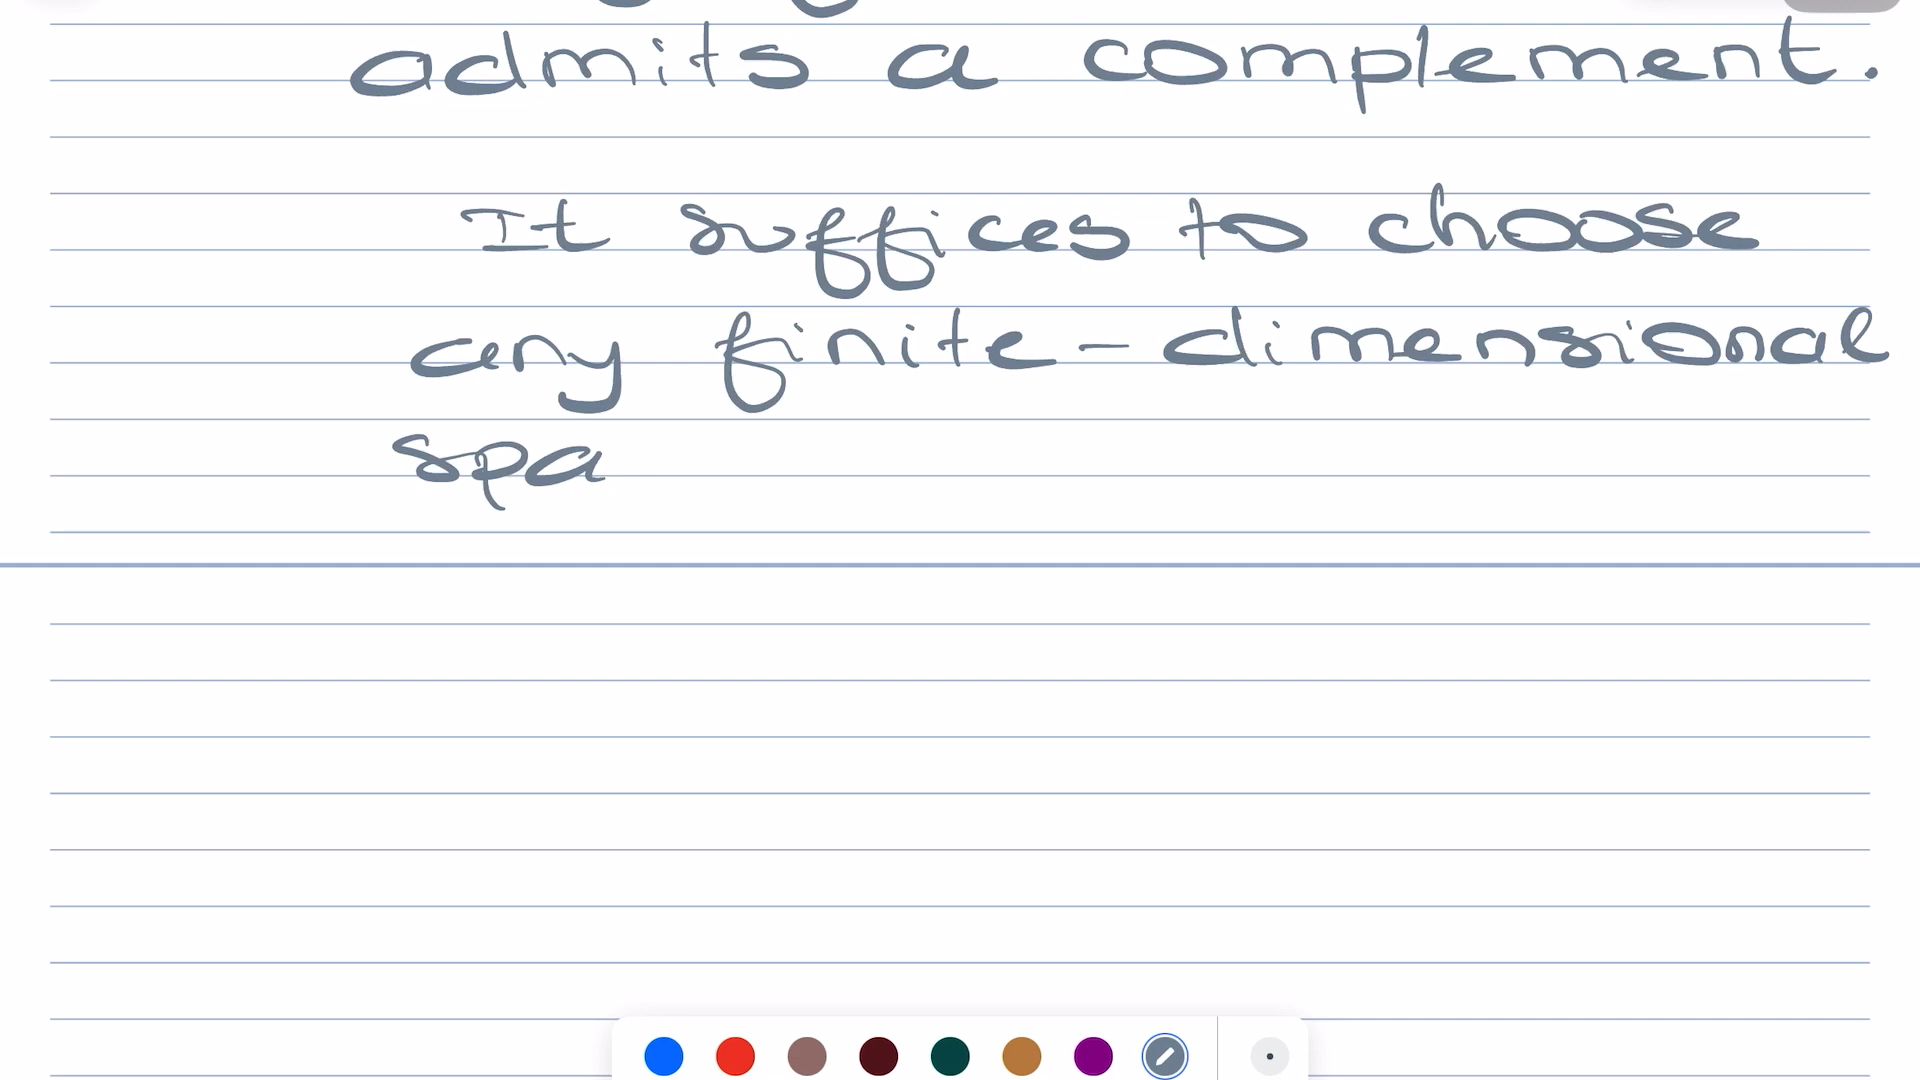 admits a complement.
It suffices to choose
any finite-dimensional
spa